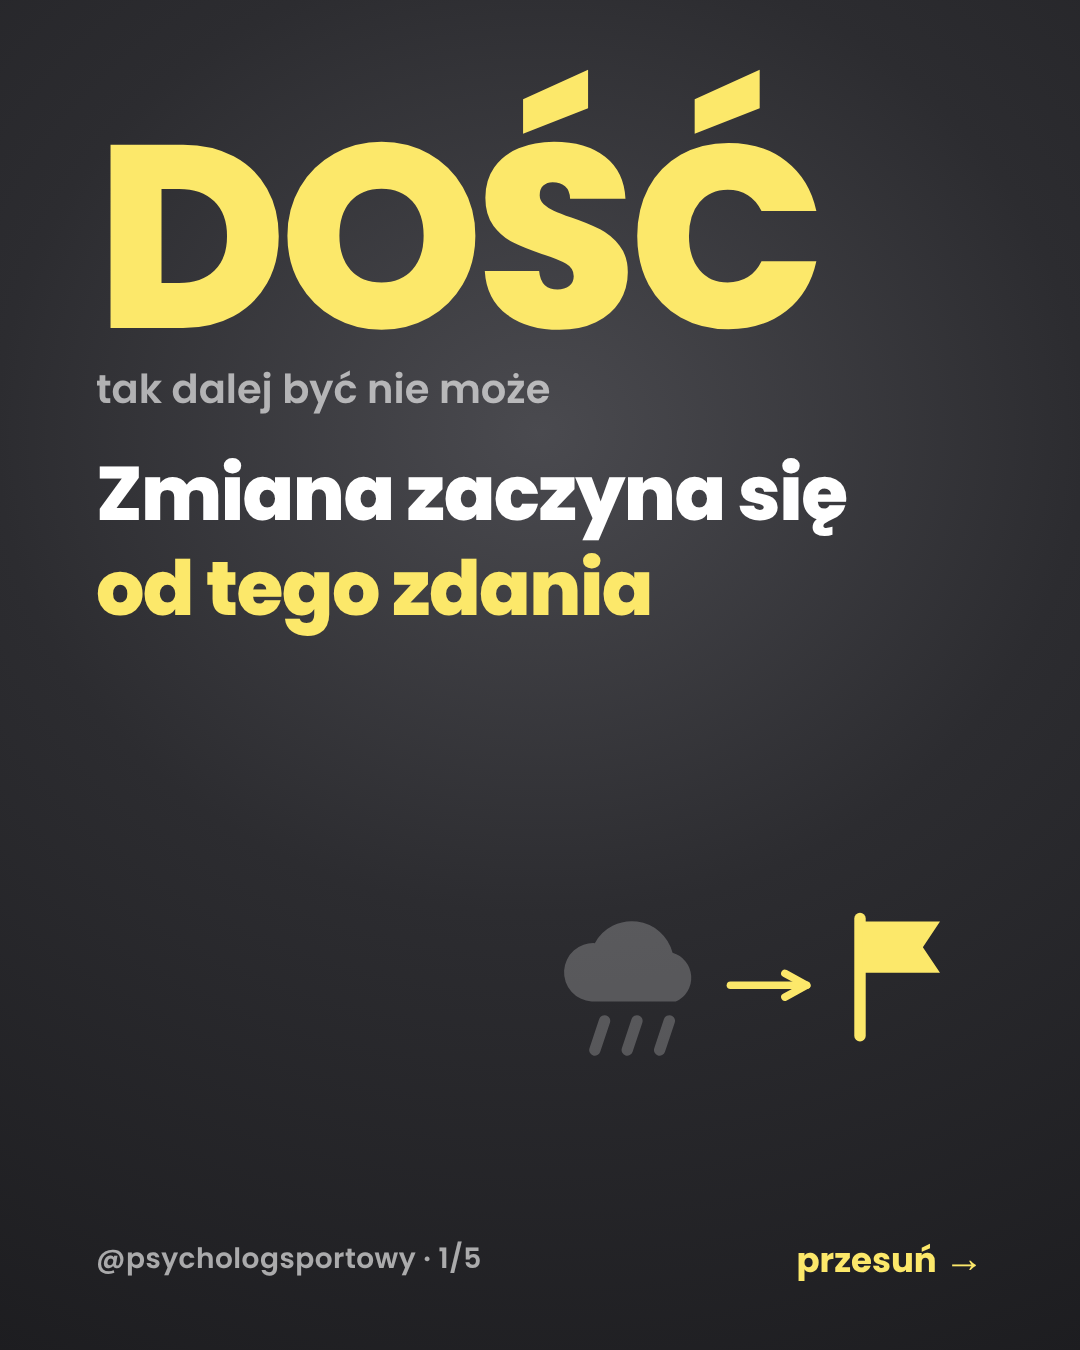 DOŚĆ
tak dalej być nie może
Zmiana zaczyna się
od tego zdania
@psychologsportowy · 1/5
przesuń →